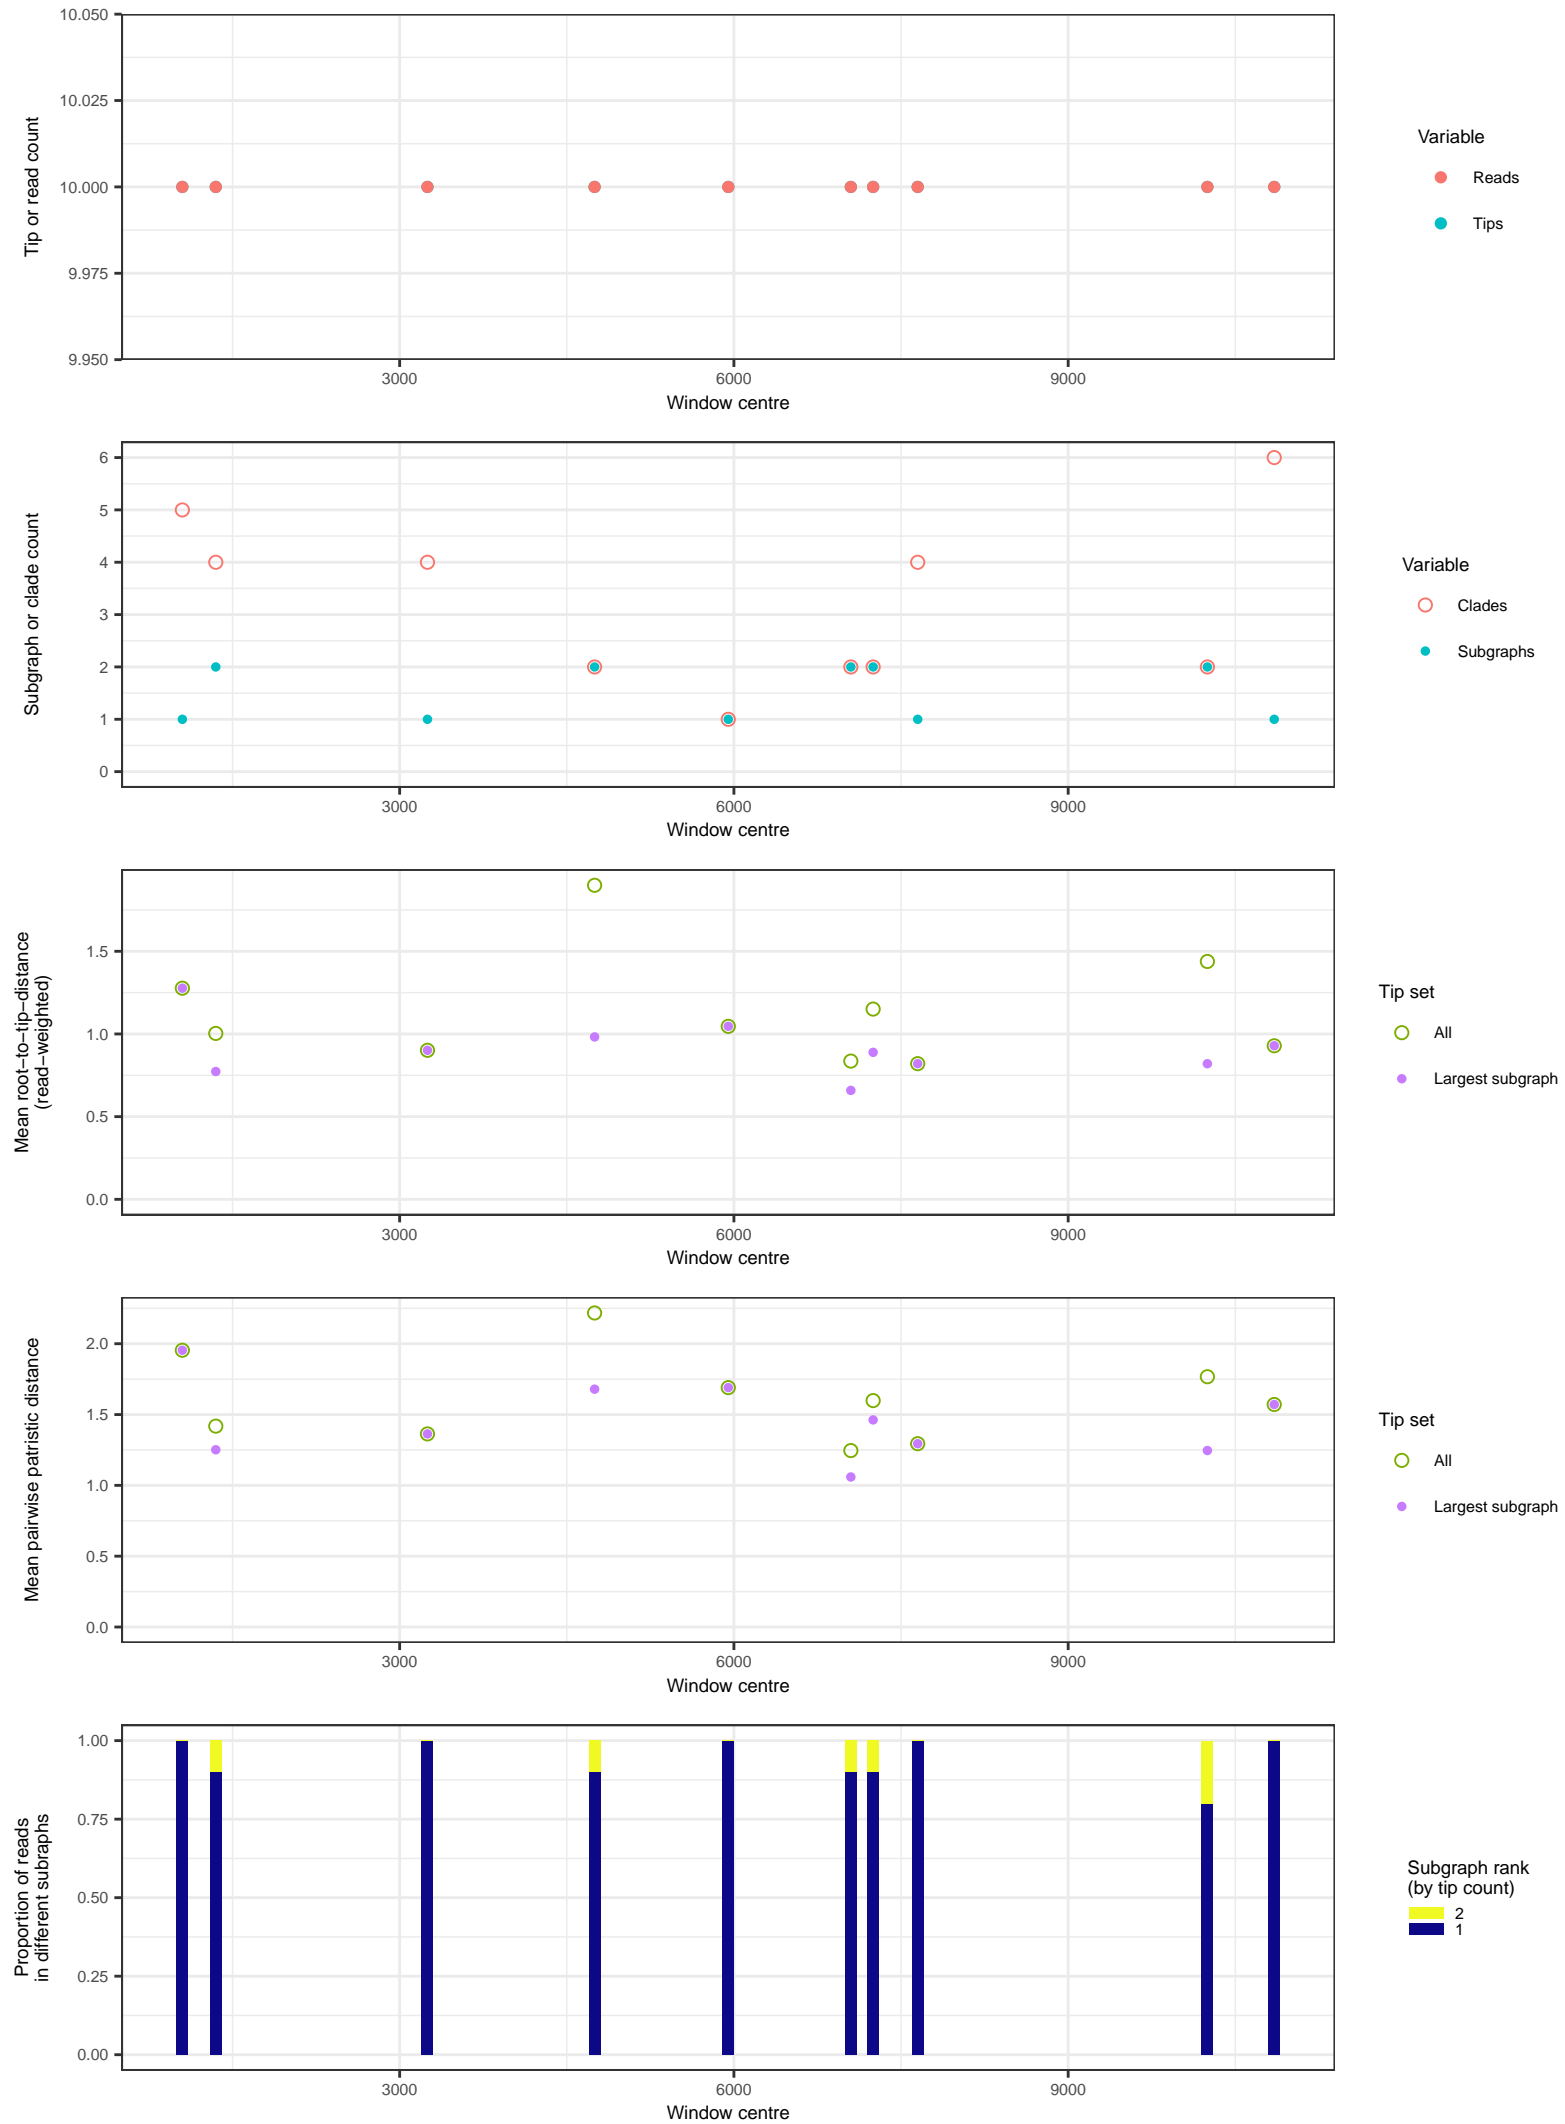 10.050
10.025
10.000
9.975
9.950
Tip or read count
3000 6000 9000
Window centre
Variable
Reads
Tips
6
5
4
3
2
1
0
Subgraph or clade count
3000 6000 9000
Window centre
Variable
Clades
Subgraphs
1.5
1.0
0.5
0.0
Mean root−to−tip−distance
(read−weighted)
3000 6000 9000
Window centre
Tip set
All
Largest subgraph
2.0
1.5
1.0
0.5
0.0
Mean pairwise patristic distance
3000 6000 9000
Window centre
Tip set
All
Largest subgraph
1.00
0.75
0.50
0.25
0.00
Proportion of reads
in different subraphs
3000 6000 9000
Window centre
Subgraph rank
(by tip count)
2
1